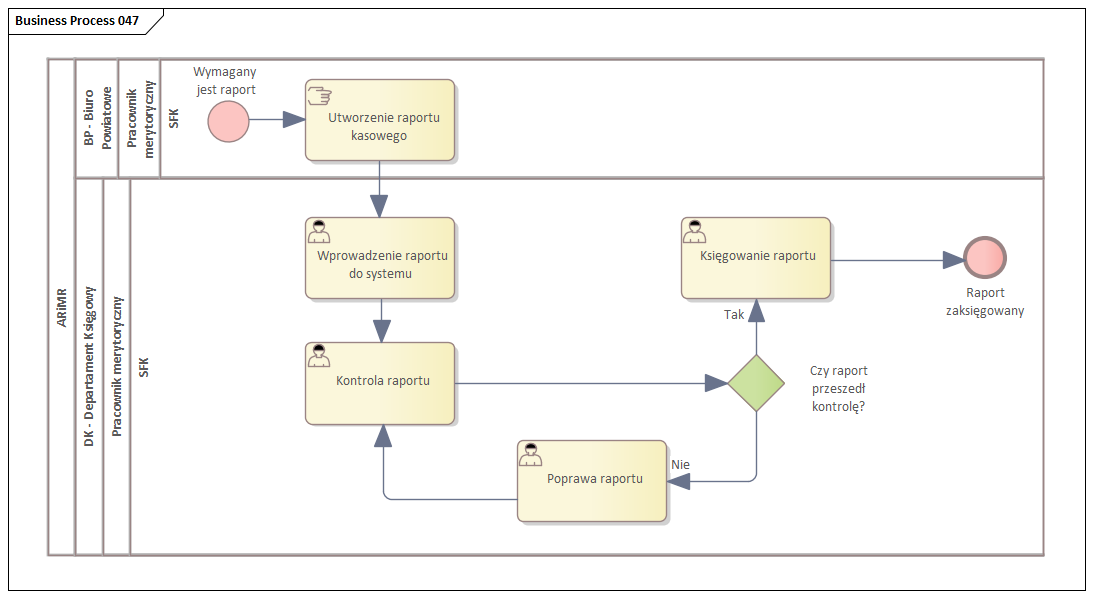 Business Process 047
ARiMR
BP - Biuro
Powiatowe
Pracownik
merytoryczny
SFK
Wymagany
jest raport
Utworzenie raportu
kasowego
DK - Departament Księgowy
Pracownik merytoryczny
SFK
Wprowadzenie raportu
do systemu
Księgowanie raportu
Raport
zaksięgowany
Tak
Kontrola raportu
Czy raport
przeszedł
kontrolę?
Nie
Poprawa raportu